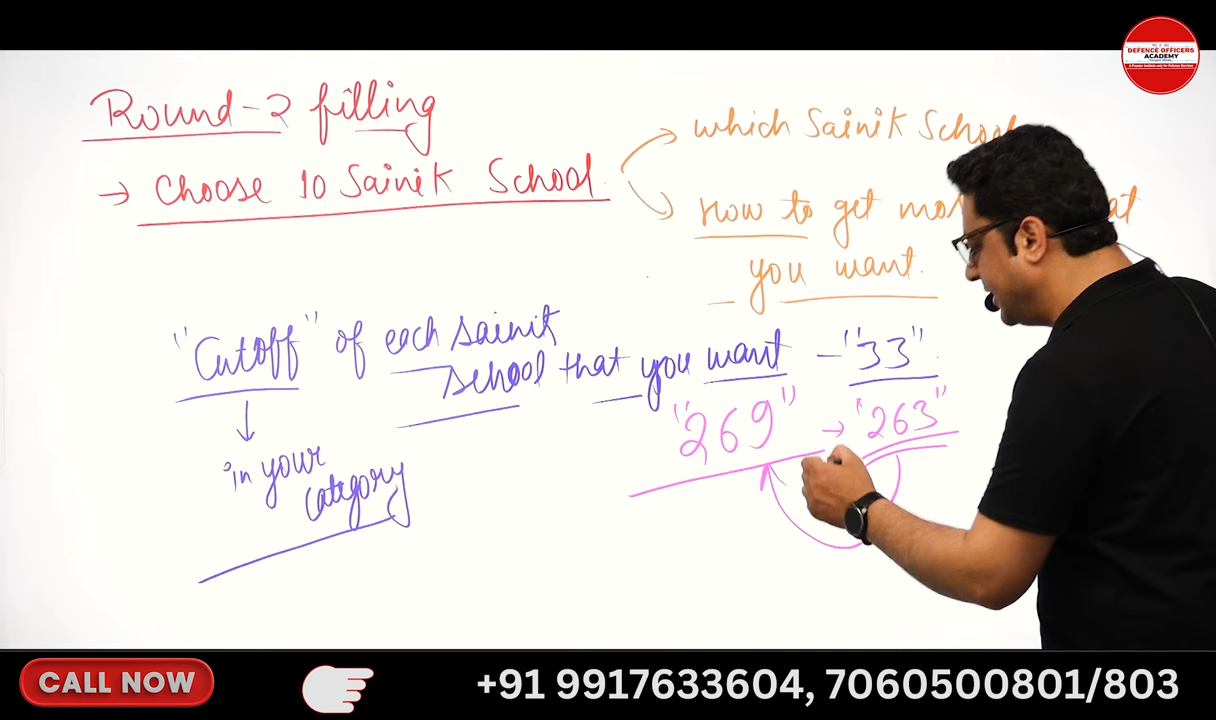 DEFENCE OFFICERS
ACADEMY
Round-2 filling
→ Choose 10 Sainik School
which Sainik School
How to get
you want.
"Cutoff" of each Sainik
school that you want - "33"
in your
category
"269" → "263"
CALL NOW
+91 9917633604, 7060500801/803